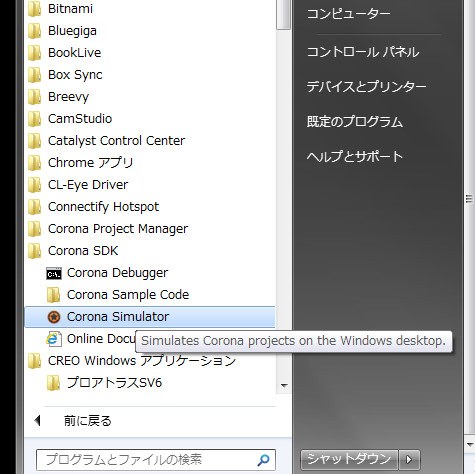 Bitnami
Bluegiga
BookLive
Box Sync
Breevy
CamStudio
Catalyst Control Center
Chrome アプリ
CL-Eye Driver
Connectify Hotspot
Corona Project Manager
Corona SDK
Corona Debugger
Corona Sample Code
Corona Simulator
Online Docu
Simulates Corona projects on the Windows desktop.
CREO Windows アプリケーション
プロアトラスSV6
前に戻る
プログラムとファイルの検索
コンピューター
コントロール パネル
デバイスとプリンター
既定のプログラム
ヘルプとサポート
シャットダウン